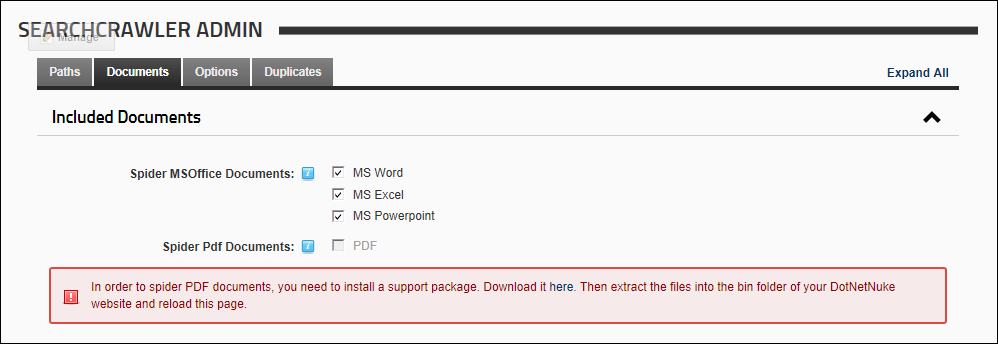 SEARCHCRAWLER ADMIN
Manage
Paths Documents Options Duplicates Expand All
Included Documents
Spider MSOffice Documents: MS Word
MS Excel
MS Powerpoint
Spider Pdf Documents: PDF
In order to spider PDF documents, you need to install a support package. Download it here. Then extract the files into the bin folder of your DotNetNuke
website and reload this page.